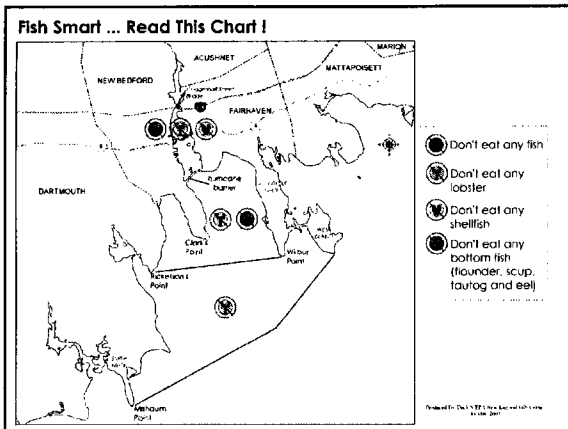 Fish Smart ... Read This Chart !
MARION
ACUSHNET
MATTAPOISETT
NEW BEDFORD
FAIRHAVEN
DARTMOUTH
hurricane
barrier
Clark's
Point
Wilbur
Point
Ricketson's
Point
Mishaum
Point
Don't eat any fish
Don't eat any
lobster
Don't eat any
shellfish
Don't eat any
bottom fish
(flounder, scup,
tautog and eel)